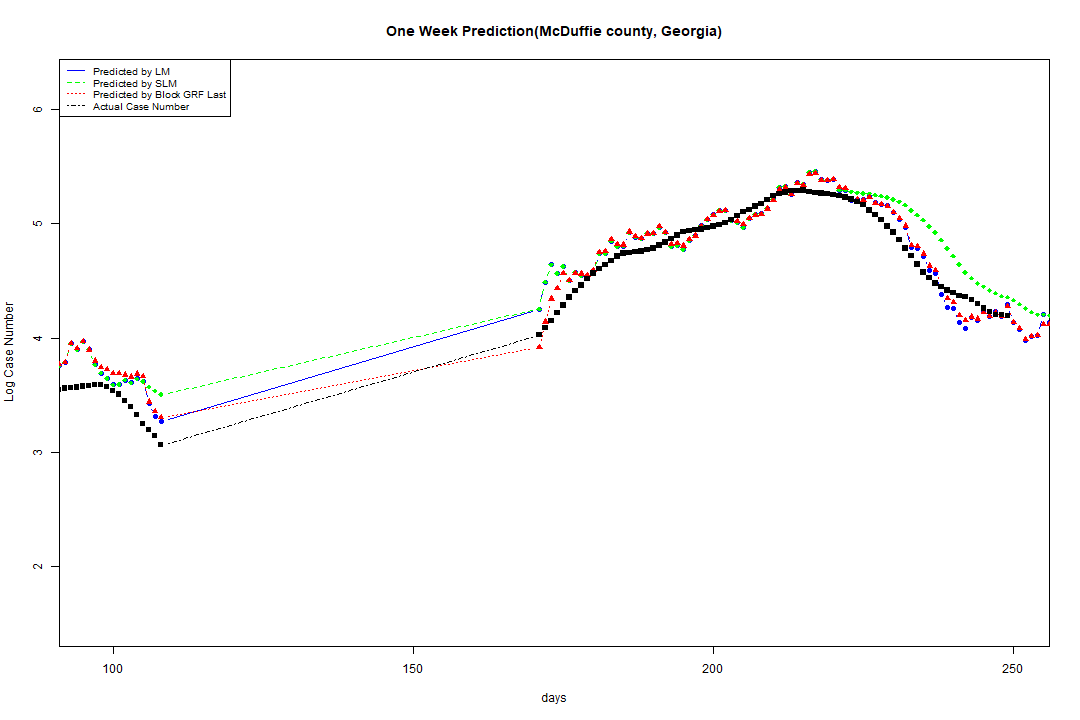 One Week Prediction(McDuffie county, Georgia)
Predicted by LM
Predicted by SLM
Predicted by Block GRF Last
Actual Case Number
6
5
4
3
2
Log Case Number
100 150 200 250
days